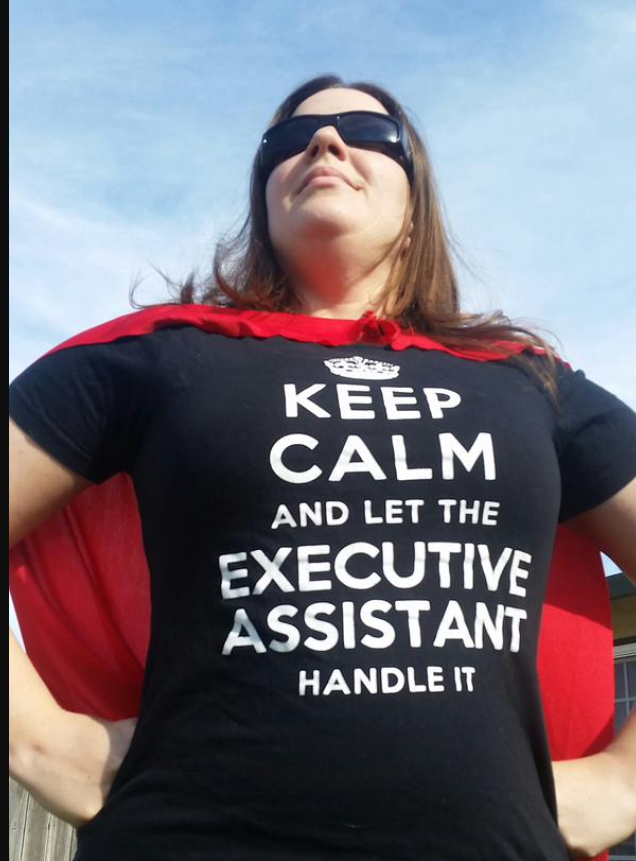 KEEP
CALM
AND LET THE
EXECUTIVE
ASSISTANT
HANDLE IT